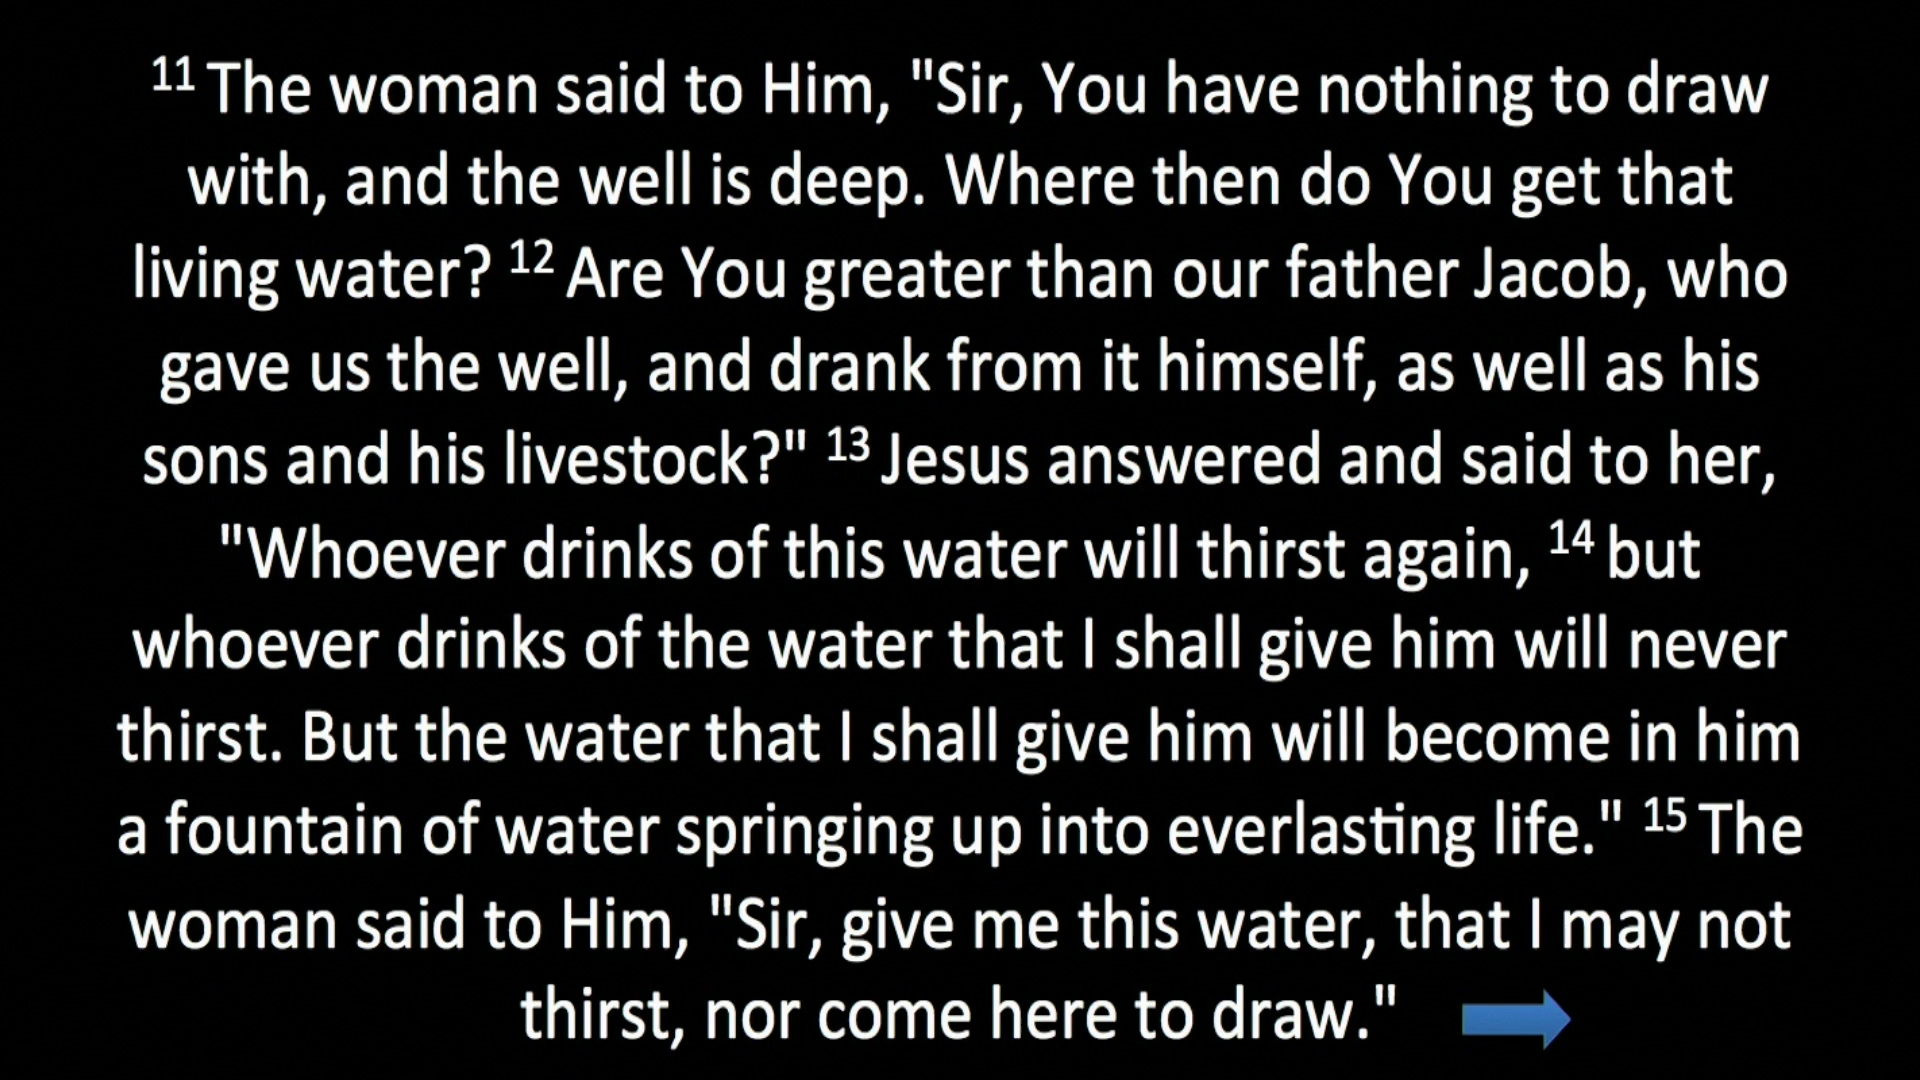 11 The woman said to Him, "Sir, You have nothing to draw
with, and the well is deep. Where then do You get that
living water? 12 Are You greater than our father Jacob, who
gave us the well, and drank from it himself, as well as his
sons and his livestock?" 13 Jesus answered and said to her,
"Whoever drinks of this water will thirst again, 14 but
whoever drinks of the water that I shall give him will never
thirst. But the water that I shall give him will become in him
a fountain of water springing up into everlasting life." 15 The
woman said to Him, "Sir, give me this water, that I may not
thirst, nor come here to draw."